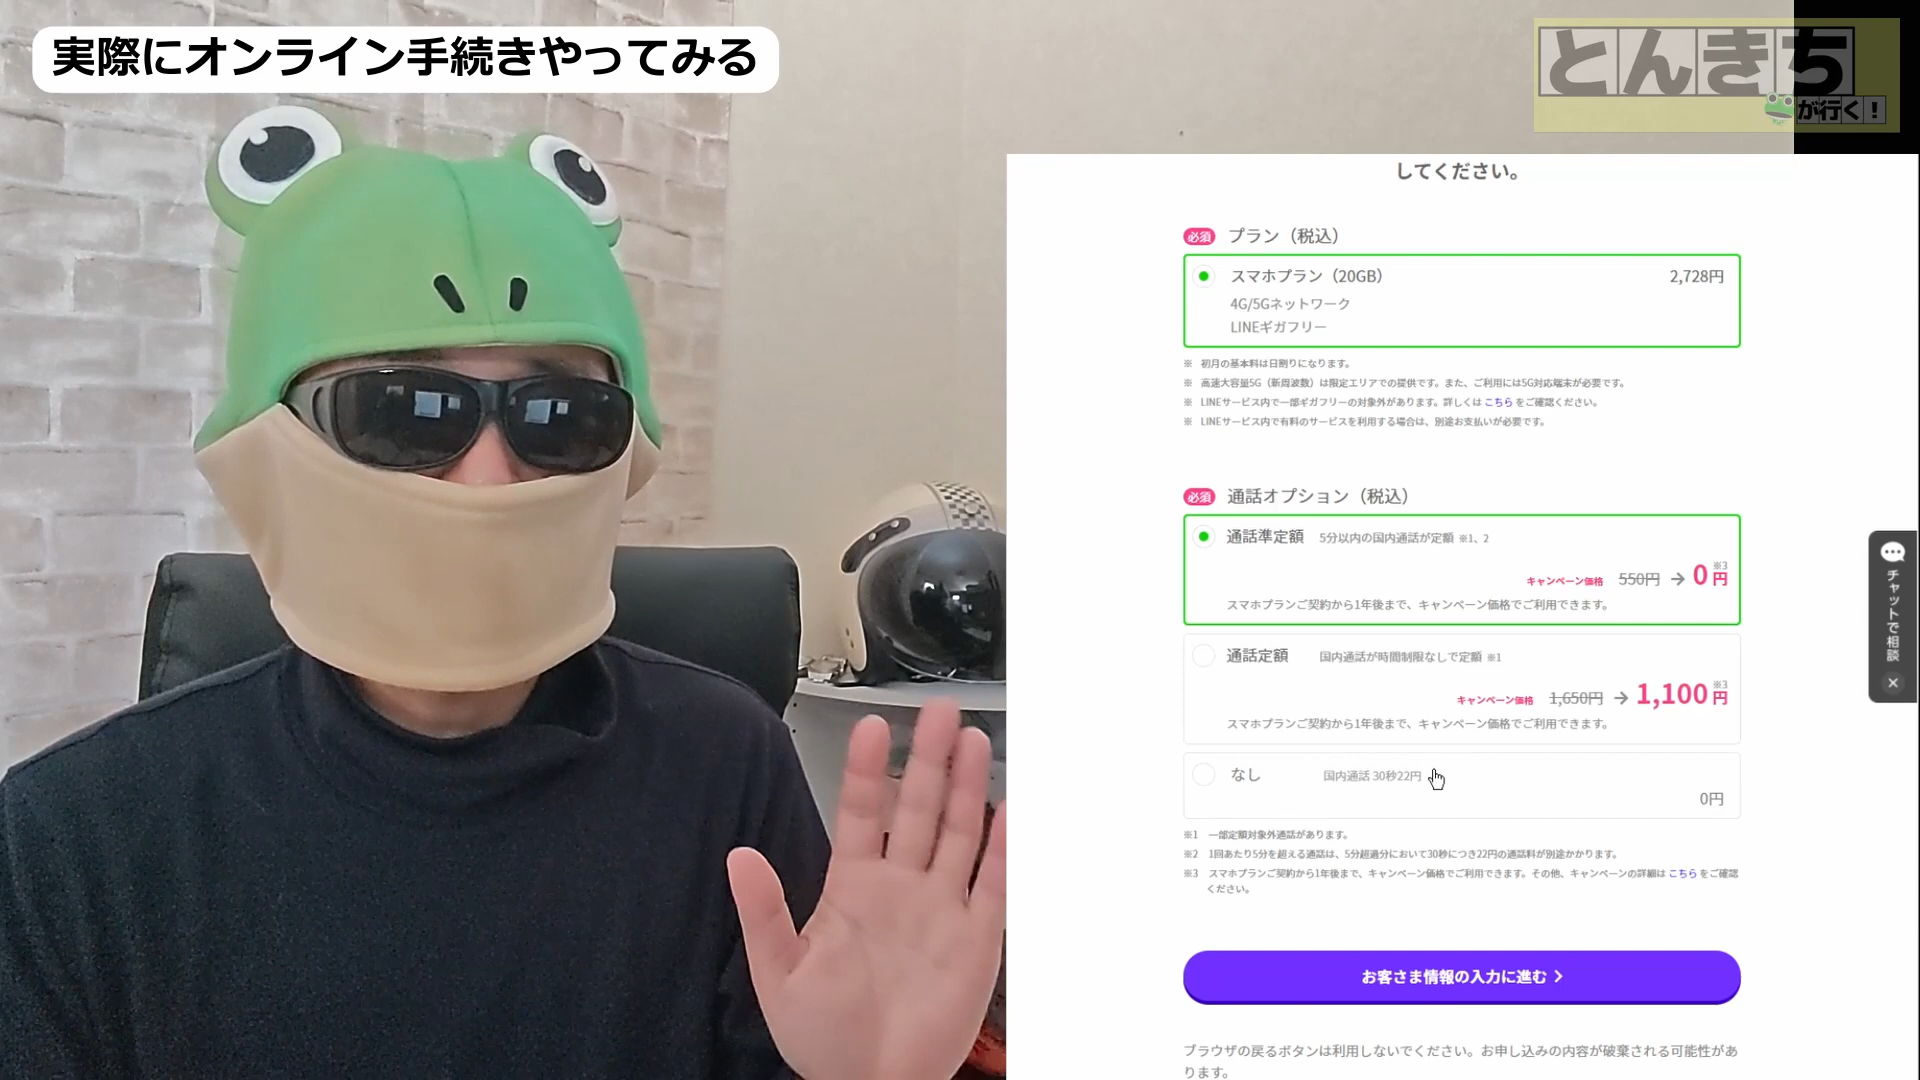 実際にオンライン手続きやってみる
とんきち
が行く!
してください。
必須 プラン（税込）
スマホプラン（20GB） 2,728円
4G/5Gネットワーク
LINEギガフリー
※ 初月の基本料は日割りになります。
※ 高速大容量5G（新周波数）は限定エリアでの提供です。また、ご利用には5G対応端末が必要です。
※ LINEサービス内で一部ギガフリーの対象外があります。詳しくは こちら をご確認ください。
※ LINEサービス内で有料のサービスを利用する場合は、別途お支払いが必要です。
必須 通話オプション（税込）
通話準定額 5分以内の国内通話が定額 ※1、2
キャンペーン価格 550円 → 0円 ※3
スマホプランご契約から1年後まで、キャンペーン価格でご利用できます。
通話定額 国内通話が時間制限なしで定額 ※1
キャンペーン価格 1,650円 → 1,100円 ※3
スマホプランご契約から1年後まで、キャンペーン価格でご利用できます。
なし 国内通話 30秒22円
0円
※1 一部定額対象外通話があります。
※2 1回あたり5分を超える通話は、5分超過分において30秒につき22円の通話料が別途かかります。
※3 スマホプランご契約から1年後まで、キャンペーン価格でご利用できます。その他、キャンペーンの詳細は こちら をご確認
ください。
お客さま情報の入力に進む
ブラウザの戻るボタンは利用しないでください。お申し込みの内容が破棄される可能性があ
ります。
チャットで相談